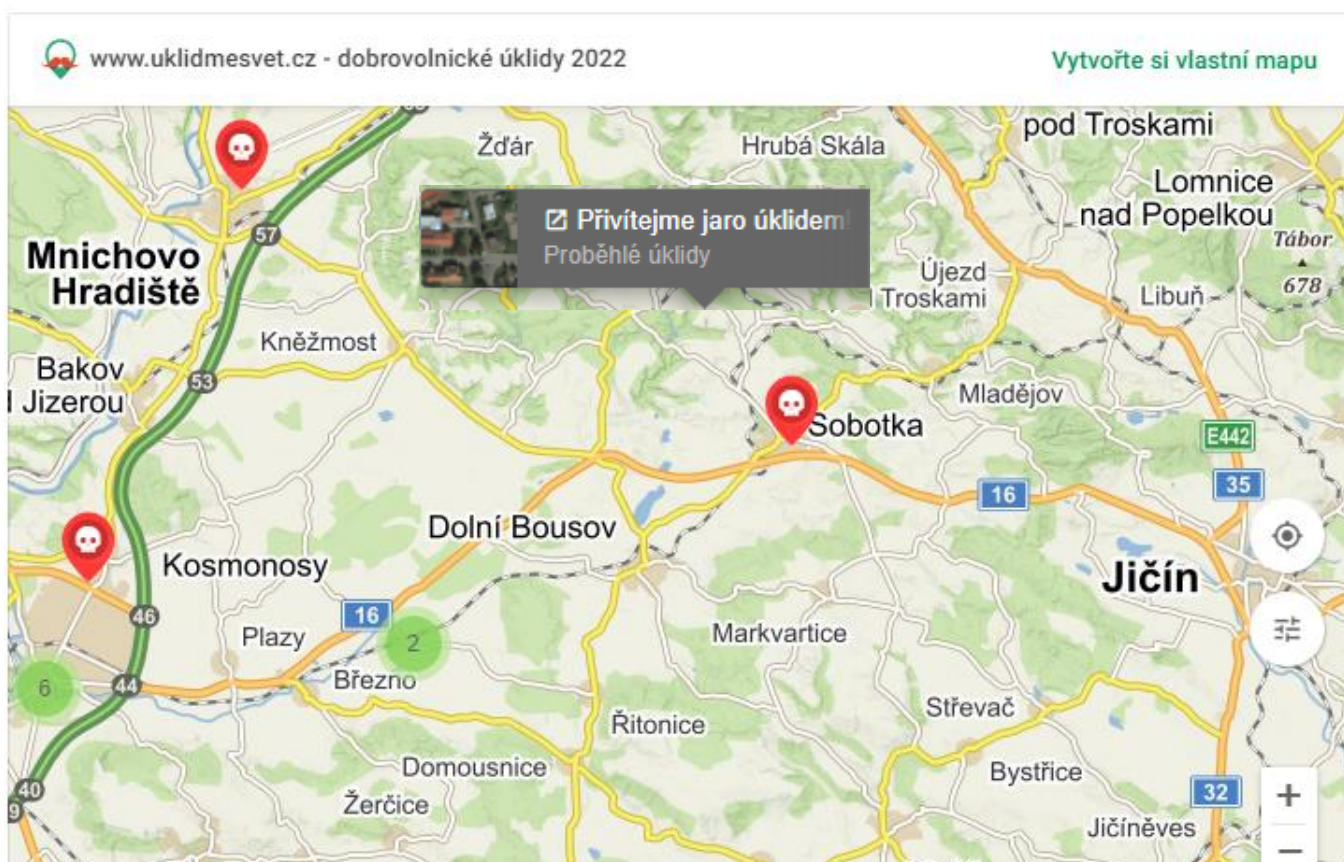 www.uklidmesvet.cz - dobrovolnické úklidy 2022
Vytvořte si vlastní mapu
pod Troskami
Žďár
Hrubá Skála
Lomnice
nad Popelkou
Přivítejme jaro úklidem!
Proběhlé úklidy
57
Mnichovo
Hradiště
Tábor
678
Újezd
Troskami
Libuň
Kněžmost
Bakov
Jizerou
53
Mladějov
Sobotka
E442
35
16
Dolní Bousov
Kosmonosy
Jičín
46
16
Plazy
2
Markvartice
6
44
Březno
Střevač
Řitonice
Domousnice
Bystřice
40
9
Žerčice
32
+
Jičíněves
−